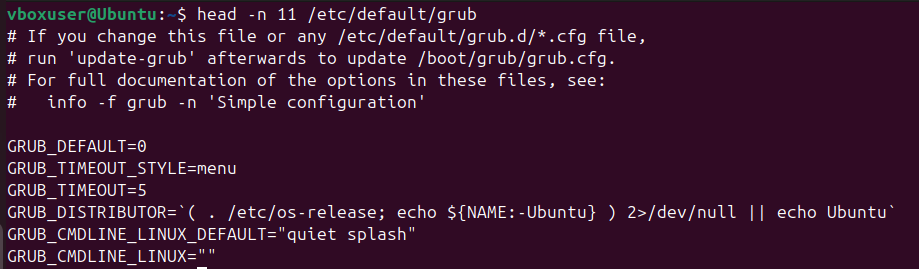 vboxuser@Ubuntu:~$ head -n 11 /etc/default/grub
# If you change this file or any /etc/default/grub.d/*.cfg file,
# run 'update-grub' afterwards to update /boot/grub/grub.cfg.
# For full documentation of the options in these files, see:
#   info -f grub -n 'Simple configuration'

GRUB_DEFAULT=0
GRUB_TIMEOUT_STYLE=menu
GRUB_TIMEOUT=5
GRUB_DISTRIBUTOR=`( . /etc/os-release; echo ${NAME:-Ubuntu} ) 2>/dev/null || echo Ubuntu`
GRUB_CMDLINE_LINUX_DEFAULT="quiet splash"
GRUB_CMDLINE_LINUX=""